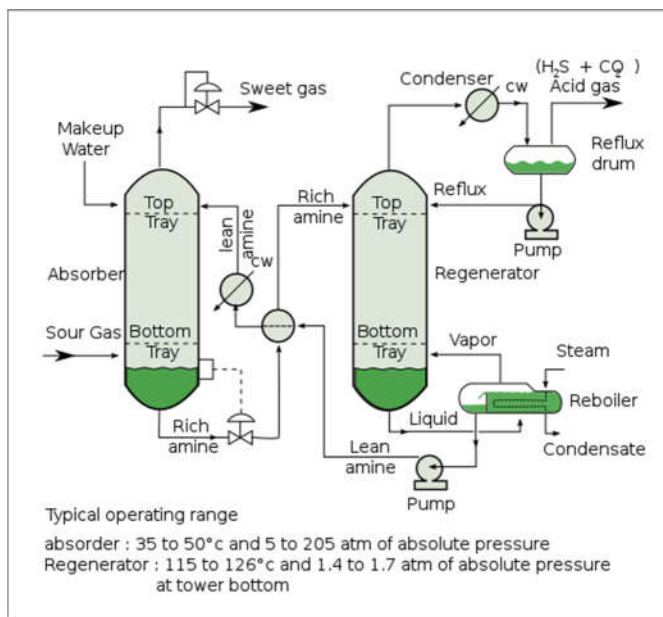 (H2S + CO2 )
Acid gas
Condenser
cw
Sweet gas
Makeup
Water
Reflux
drum
Top
Tray
lean
amine
Rich
amine
Top
Tray
Reflux
Pump
Absorber
cw
Regenerator
Sour Gas
Bottom
Tray
Bottom
Tray
Vapor
Steam
Reboiler
Rich
amine
Liquid
Condensate
Lean
amine
Pump
Typical operating range
absorder : 35 to 50°c and 5 to 205 atm of absolute pressure
Regenerator : 115 to 126°c and 1.4 to 1.7 atm of absolute pressure
at tower bottom